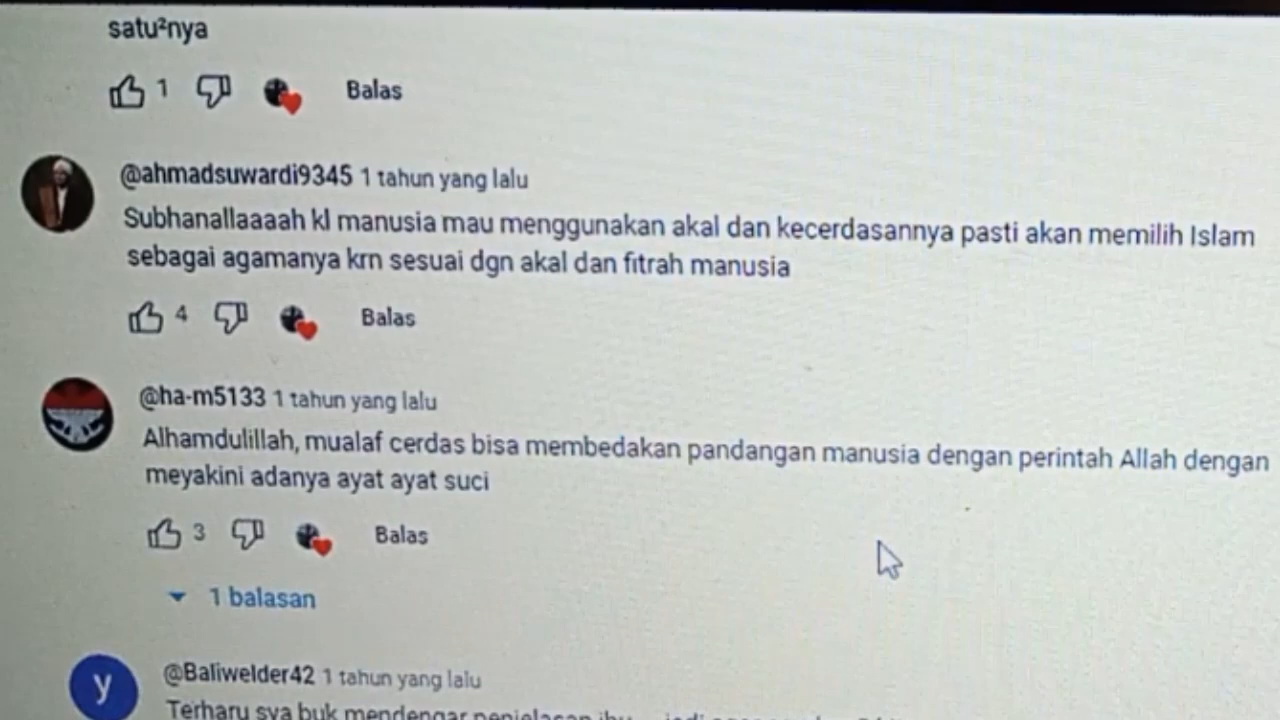 satu²nya
1 Balas
@ahmadsuwardi9345 1 tahun yang lalu
Subhanallaaaah kl manusia mau menggunakan akal dan kecerdasannya pasti akan memilih Islam
sebagai agamanya krn sesuai dgn akal dan fitrah manusia
4 Balas
@ha-m5133 1 tahun yang lalu
Alhamdulillah, mualaf cerdas bisa membedakan pandangan manusia dengan perintah Allah dengan
meyakini adanya ayat ayat suci
3 Balas
1 balasan
y
@Baliwelder42 1 tahun yang lalu
Terharu sya buk mendengar penjelasan ibu